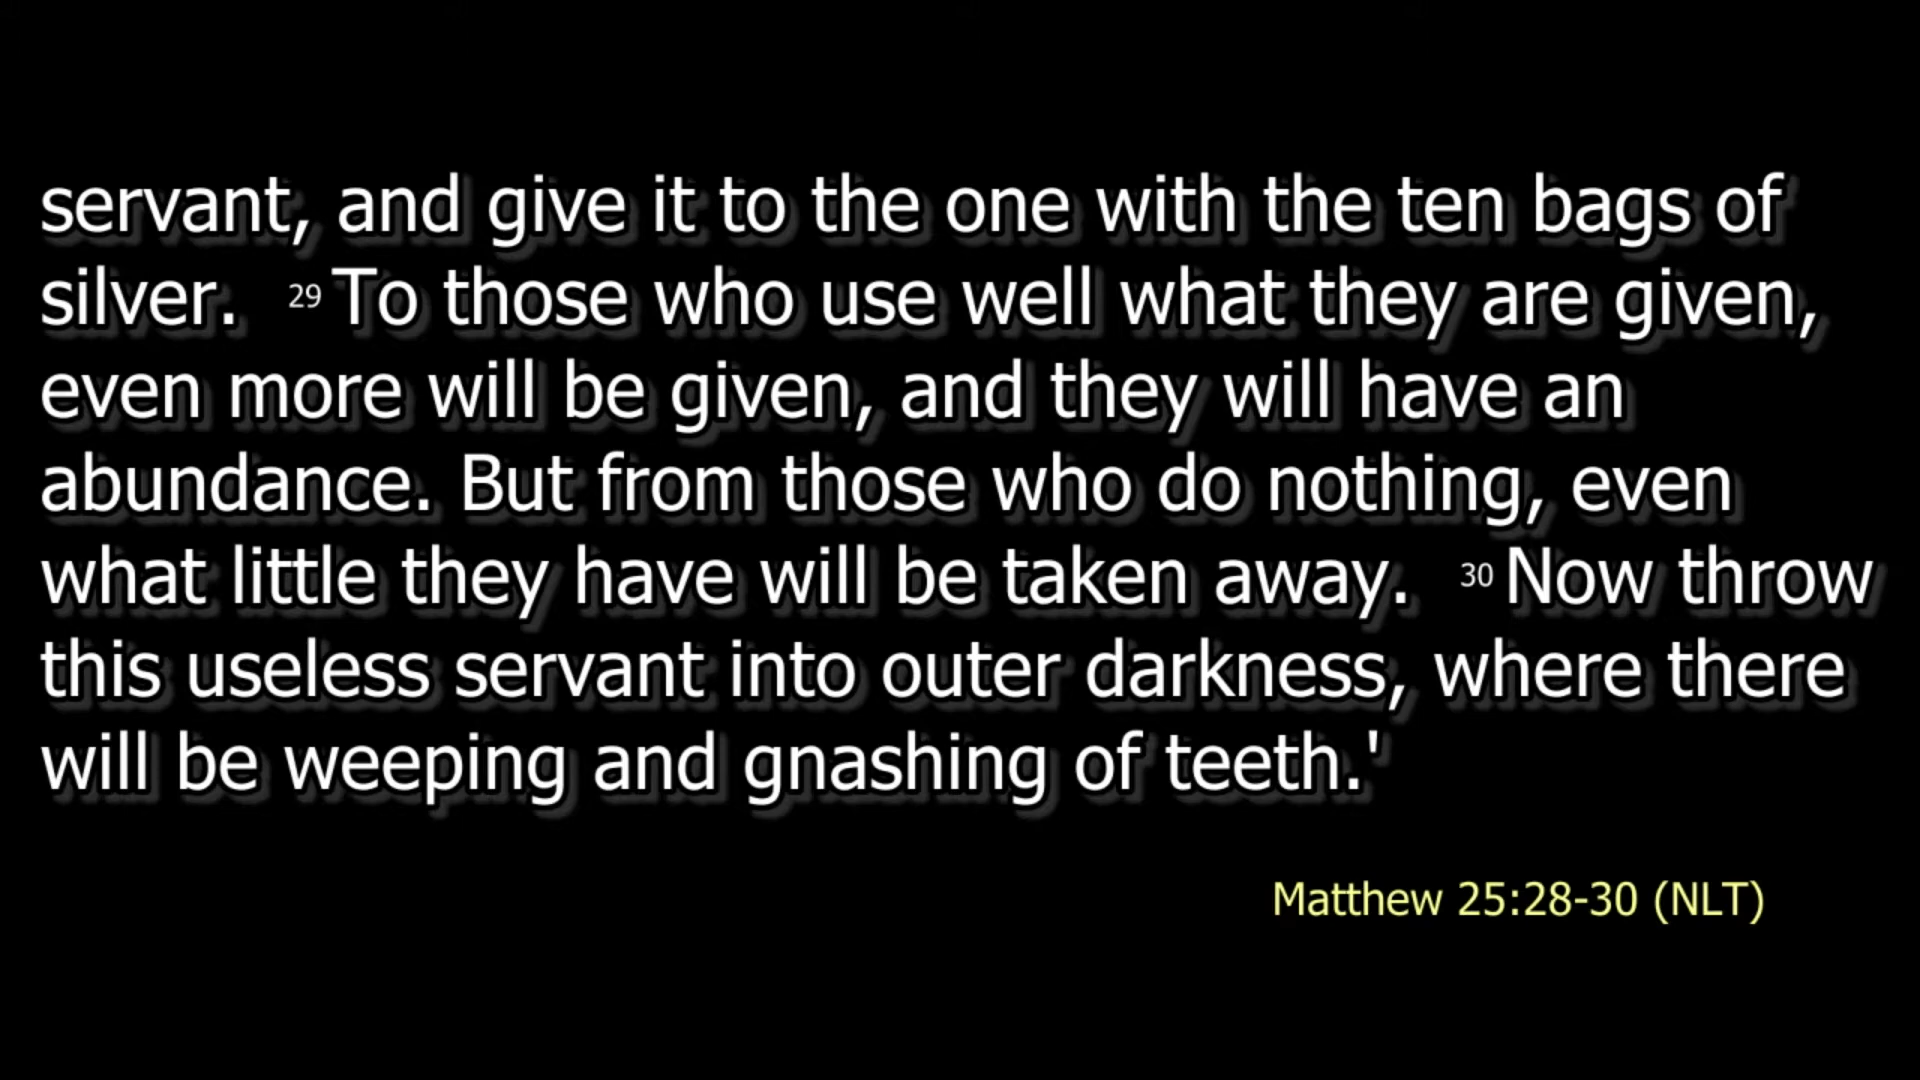 servant, and give it to the one with the ten bags of
silver. 29 To those who use well what they are given,
even more will be given, and they will have an
abundance. But from those who do nothing, even
what little they have will be taken away. 30 Now throw
this useless servant into outer darkness, where there
will be weeping and gnashing of teeth.'
Matthew 25:28-30 (NLT)